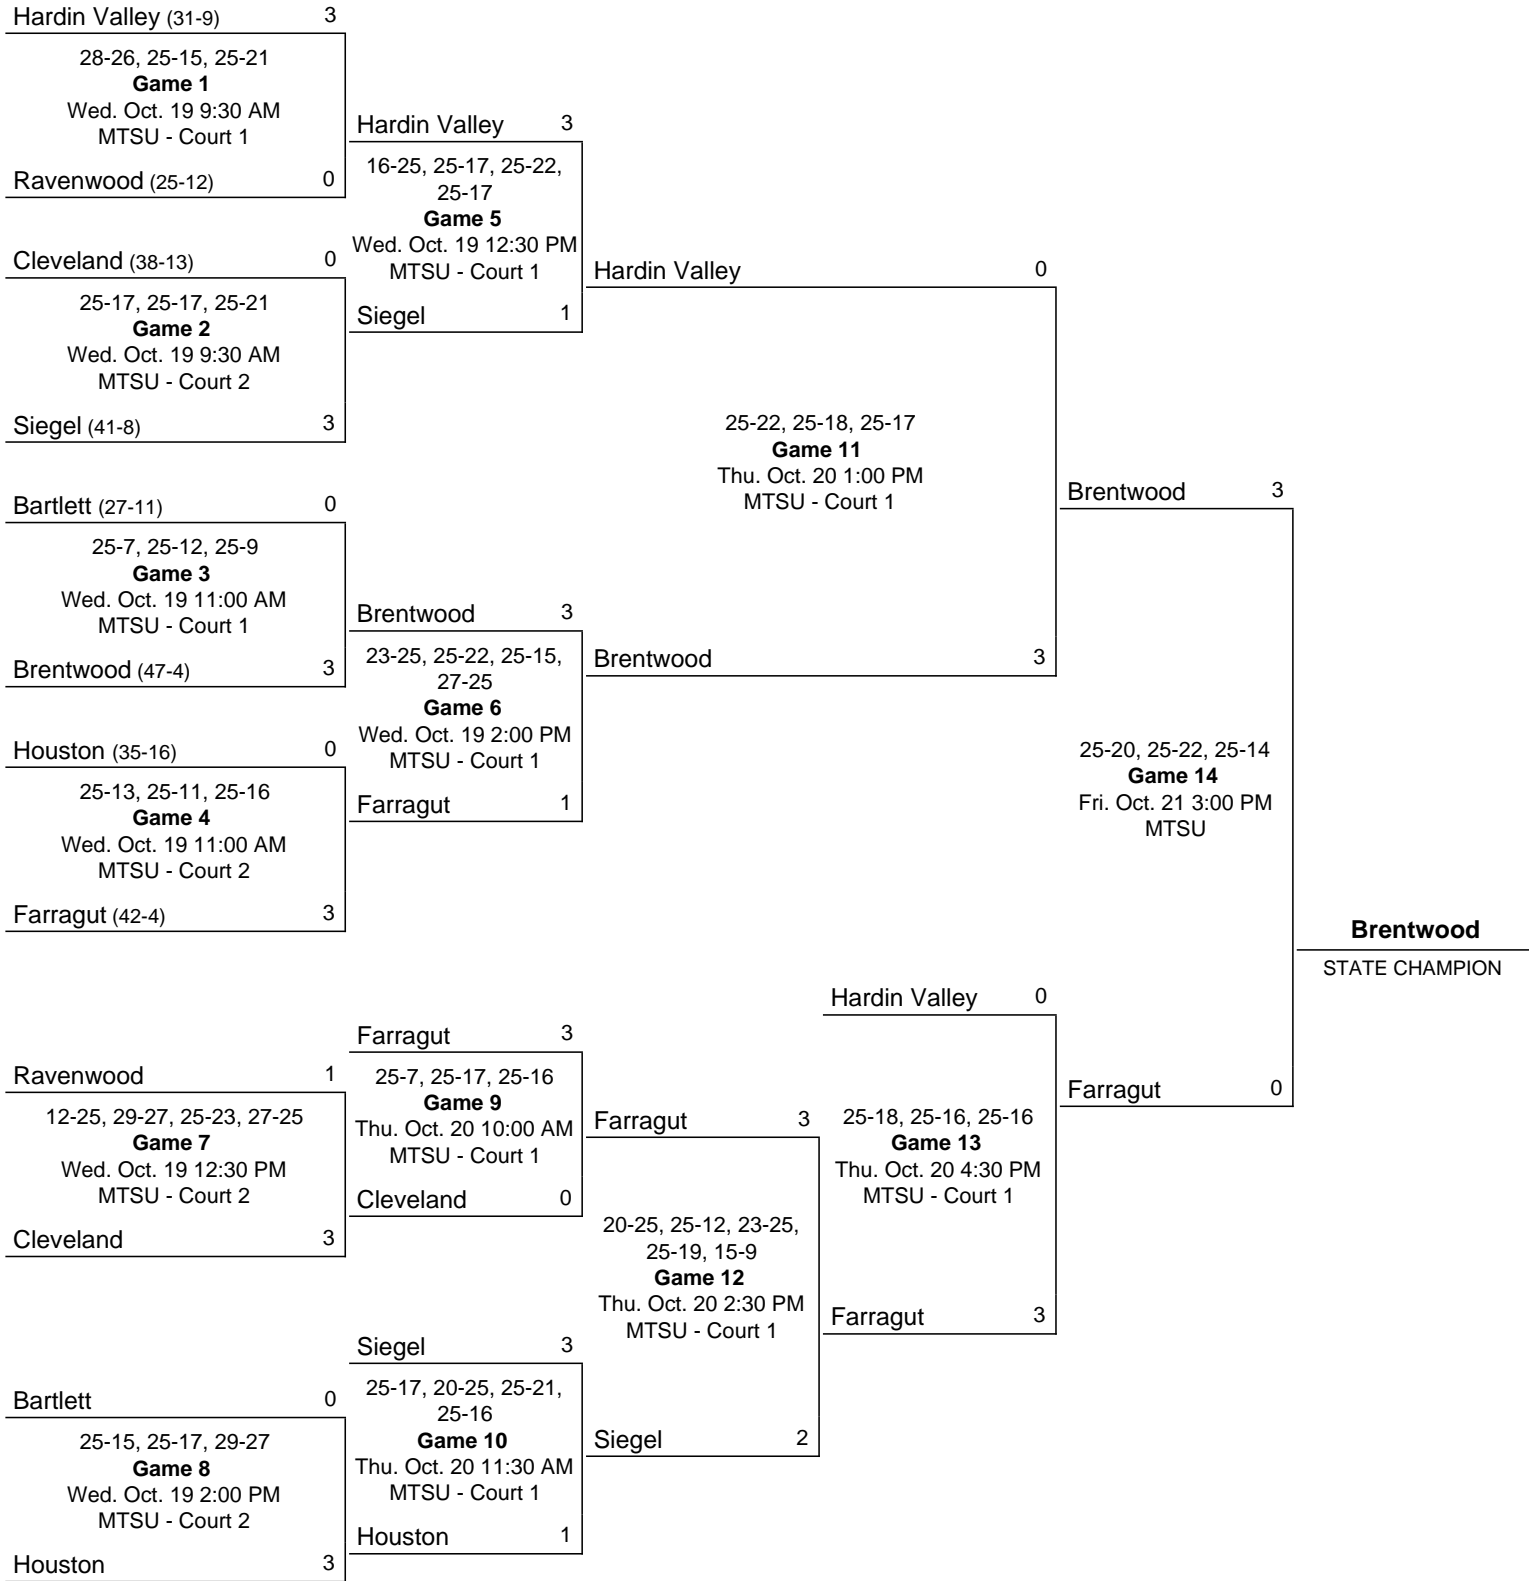 Hardin Valley (31-9) 3
28-26, 25-15, 25-21
Game 1
Wed. Oct. 19 9:30 AM
MTSU - Court 1
Ravenwood (25-12) 0
Cleveland (38-13) 0
25-17, 25-17, 25-21
Game 2
Wed. Oct. 19 9:30 AM
MTSU - Court 2
Siegel (41-8) 3
Bartlett (27-11) 0
25-7, 25-12, 25-9
Game 3
Wed. Oct. 19 11:00 AM
MTSU - Court 1
Brentwood (47-4) 3
Houston (35-16) 0
25-13, 25-11, 25-16
Game 4
Wed. Oct. 19 11:00 AM
MTSU - Court 2
Farragut (42-4) 3
Hardin Valley 3
16-25, 25-17, 25-22,
25-17
Game 5
Wed. Oct. 19 12:30 PM
MTSU - Court 1
Siegel 1
Brentwood 3
23-25, 25-22, 25-15,
27-25
Game 6
Wed. Oct. 19 2:00 PM
MTSU - Court 1
Farragut 1
Hardin Valley 0
25-22, 25-18, 25-17
Game 11
Thu. Oct. 20 1:00 PM
MTSU - Court 1
Brentwood 3
Brentwood 3
25-20, 25-22, 25-14
Game 14
Fri. Oct. 21 3:00 PM
MTSU
Farragut 0
Brentwood
STATE CHAMPION
Ravenwood 1
12-25, 29-27, 25-23, 27-25
Game 7
Wed. Oct. 19 12:30 PM
MTSU - Court 2
Cleveland 3
Bartlett 0
25-15, 25-17, 29-27
Game 8
Wed. Oct. 19 2:00 PM
MTSU - Court 2
Houston 3
Farragut 3
25-7, 25-17, 25-16
Game 9
Thu. Oct. 20 10:00 AM
MTSU - Court 1
Cleveland 0
Siegel 3
25-17, 20-25, 25-21,
25-16
Game 10
Thu. Oct. 20 11:30 AM
MTSU - Court 1
Houston 1
Farragut 3
20-25, 25-12, 23-25,
25-19, 15-9
Game 12
Thu. Oct. 20 2:30 PM
MTSU - Court 1
Siegel 2
Hardin Valley 0
25-18, 25-16, 25-16
Game 13
Thu. Oct. 20 4:30 PM
MTSU - Court 1
Farragut 3